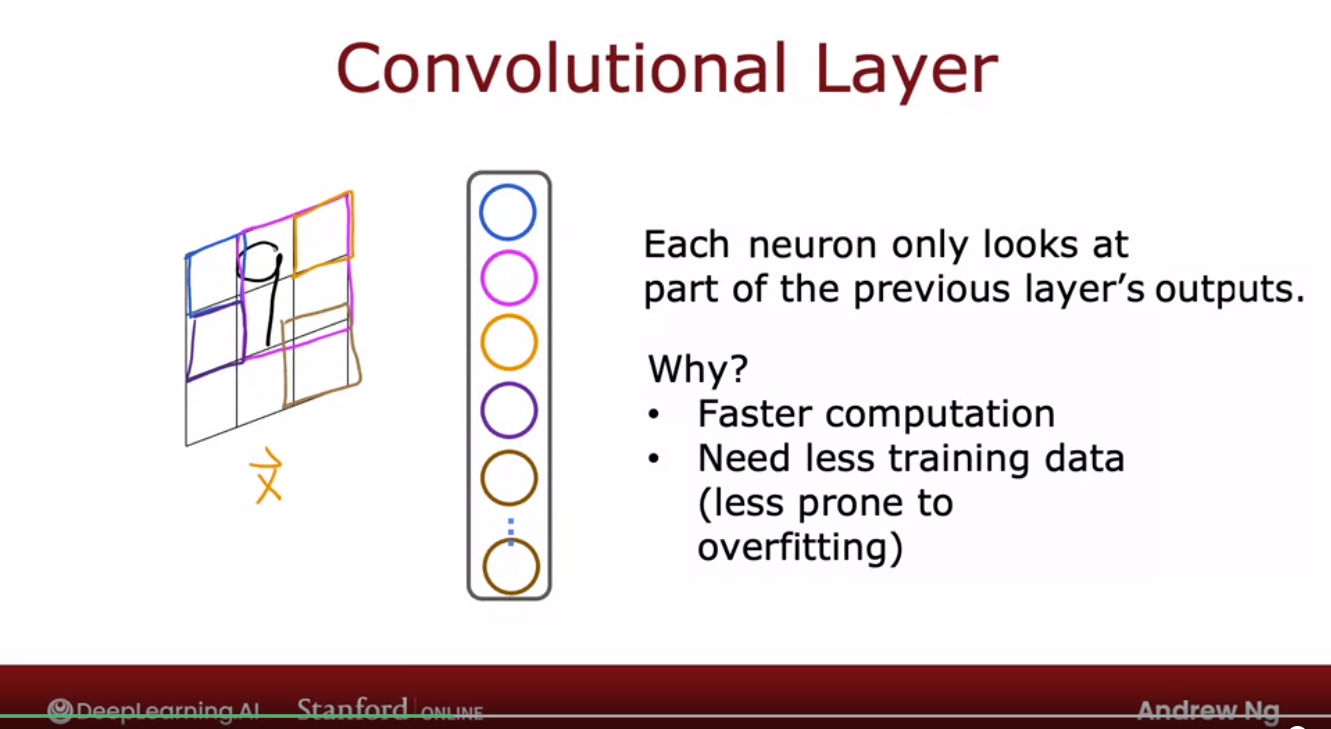 Convolutional Layer
9
x⃗
Each neuron only looks at
part of the previous layer’s outputs.
Why?
• Faster computation
• Need less training data
(less prone to
overfitting)
DeepLearning.AI Stanford ONLINE Andrew Ng